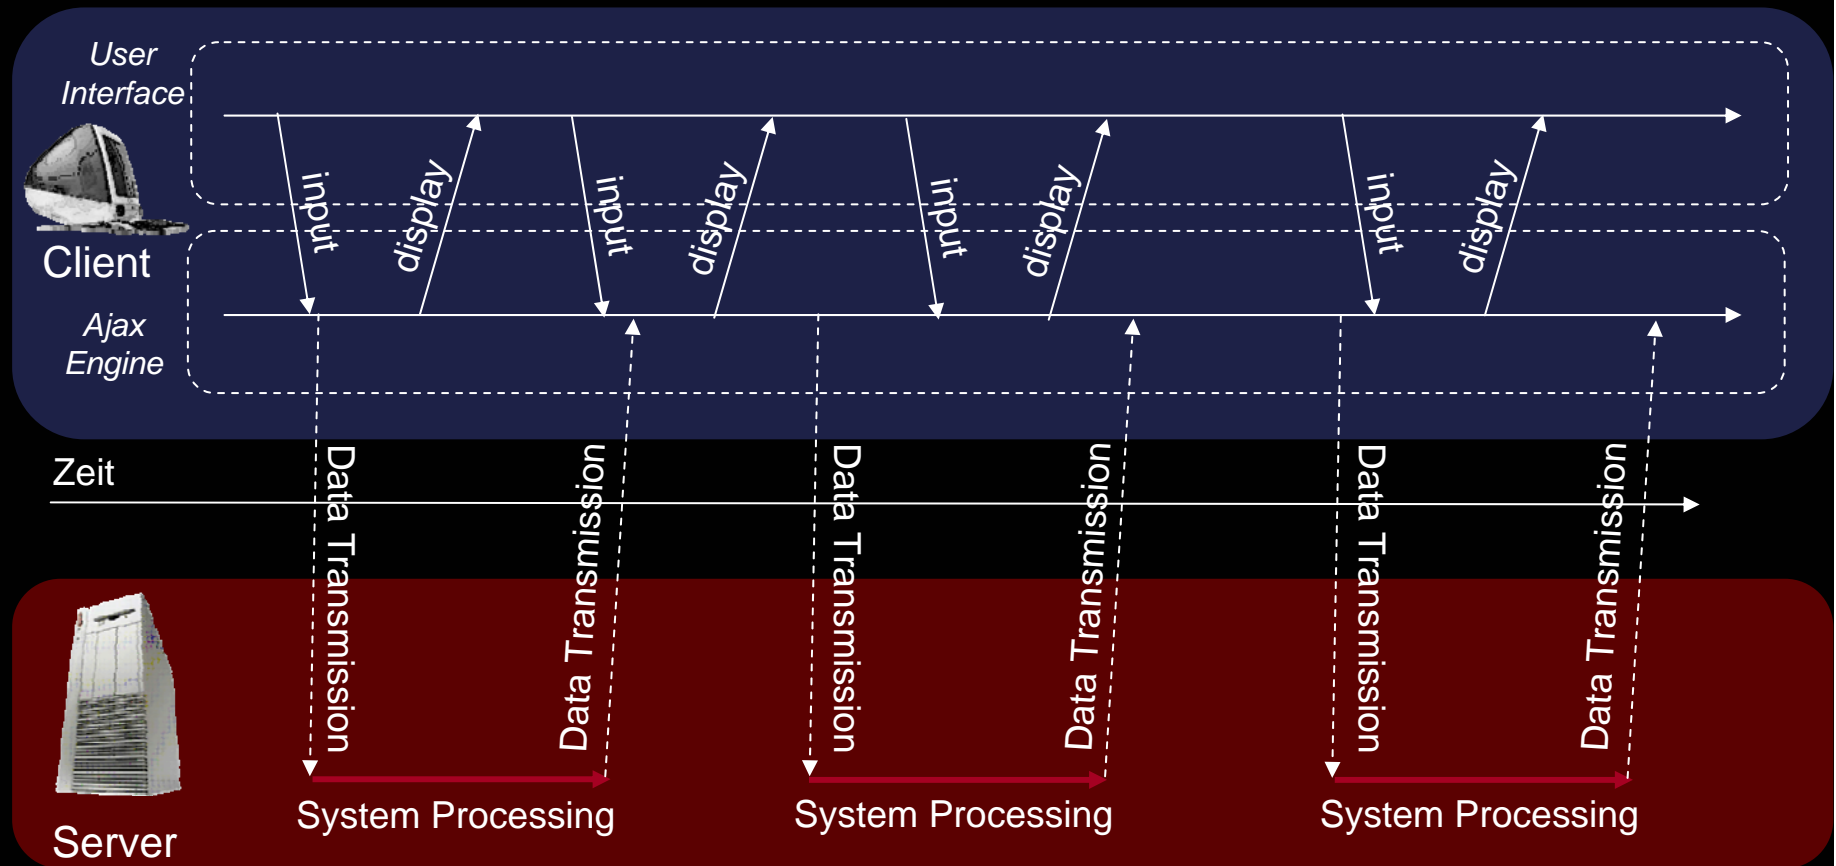 User
Interface
input
display
input
display
input
display
input
display
Client
Ajax
Engine
Zeit
Data Transmission
Data Transmission
Data Transmission
Data Transmission
Data Transmission
Data Transmission
System Processing
System Processing
System Processing
Server